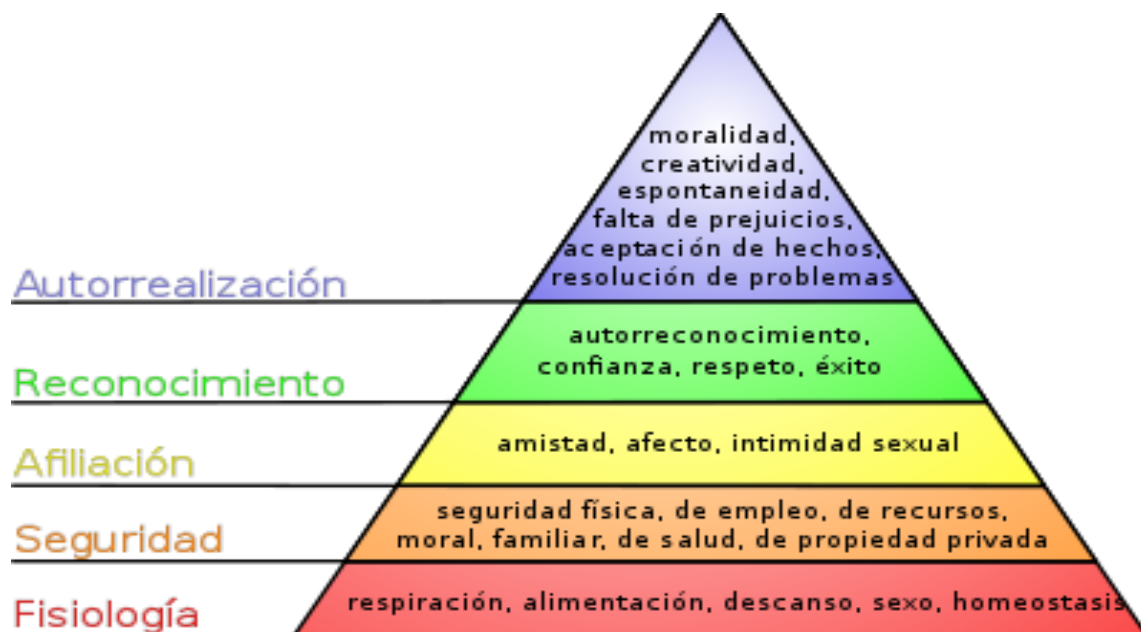 moralidad,
creatividad,
espontaneidad,
falta de prejuicios,
aceptación de hechos,
resolución de problemas
Autorrealización
autorreconocimiento,
confianza, respeto, éxito
Reconocimiento
amistad, afecto, intimidad sexual
Afiliación
seguridad física, de empleo, de recursos,
moral, familiar, de salud, de propiedad privada
Seguridad
respiración, alimentación, descanso, sexo, homeostasis
Fisiología